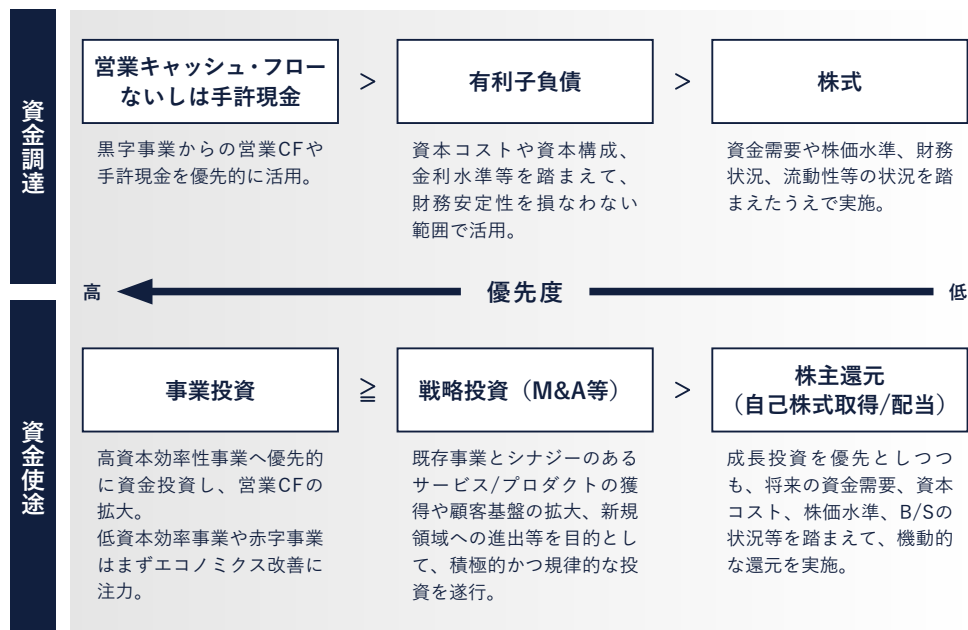 資金調達
営業キャッシュ・フロー
ないしは手許現金
>
有利子負債
>
株式
黒字事業からの営業CFや
手許現金を優先的に活用。
資本コストや資本構成、
金利水準等を踏まえて、
財務安定性を損なわない
範囲で活用。
資金需要や株価水準、財務
状況、流動性等の状況を踏
まえたうえで実施。
高
優先度
低
資金使途
事業投資
≧
戦略投資（M&A等）
>
株主還元
（自己株式取得/配当）
高資本効率性事業へ優先的
に資金投資し、営業CFの
拡大。
低資本効率事業や赤字事業
はまずエコノミクス改善に
注力。
既存事業とシナジーのある
サービス/プロダクトの獲
得や顧客基盤の拡大、新規
領域への進出等を目的とし
て、積極的かつ規律的な投
資を遂行。
成長投資を優先としつつ
も、将来の資金需要、資本
コスト、株価水準、B/Sの
状況等を踏まえて、機動的
な還元を実施。